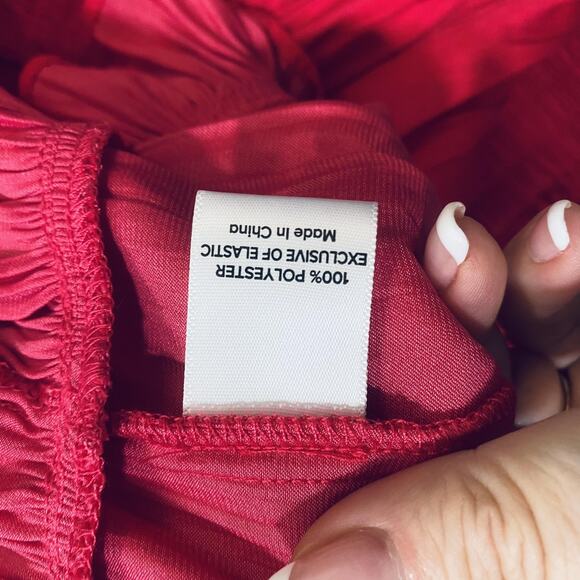 100% POLYESTER
EXCLUSIVE OF ELASTIC
Made In China